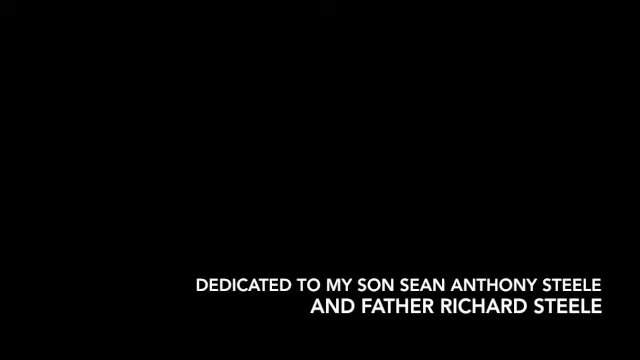 DEDICATED TO MY SON SEAN ANTHONY STEELE
AND FATHER RICHARD STEELE